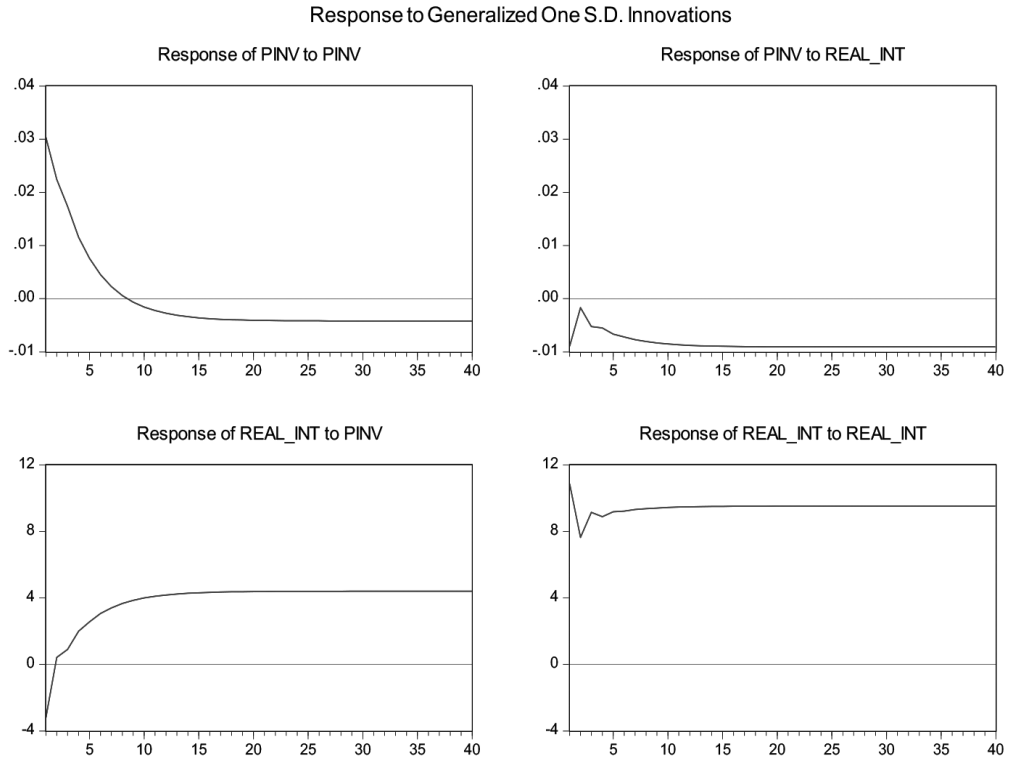 Response to Generalized One S.D. Innovations
Response of PINV to PINV
.04
.03
.02
.01
.00
-.01
5 10 15 20 25 30 35 40
Response of PINV to REAL_INT
.04
.03
.02
.01
.00
-.01
5 10 15 20 25 30 35 40
Response of REAL_INT to PINV
12
8
4
0
-4
5 10 15 20 25 30 35 40
Response of REAL_INT to REAL_INT
12
8
4
0
-4
5 10 15 20 25 30 35 40